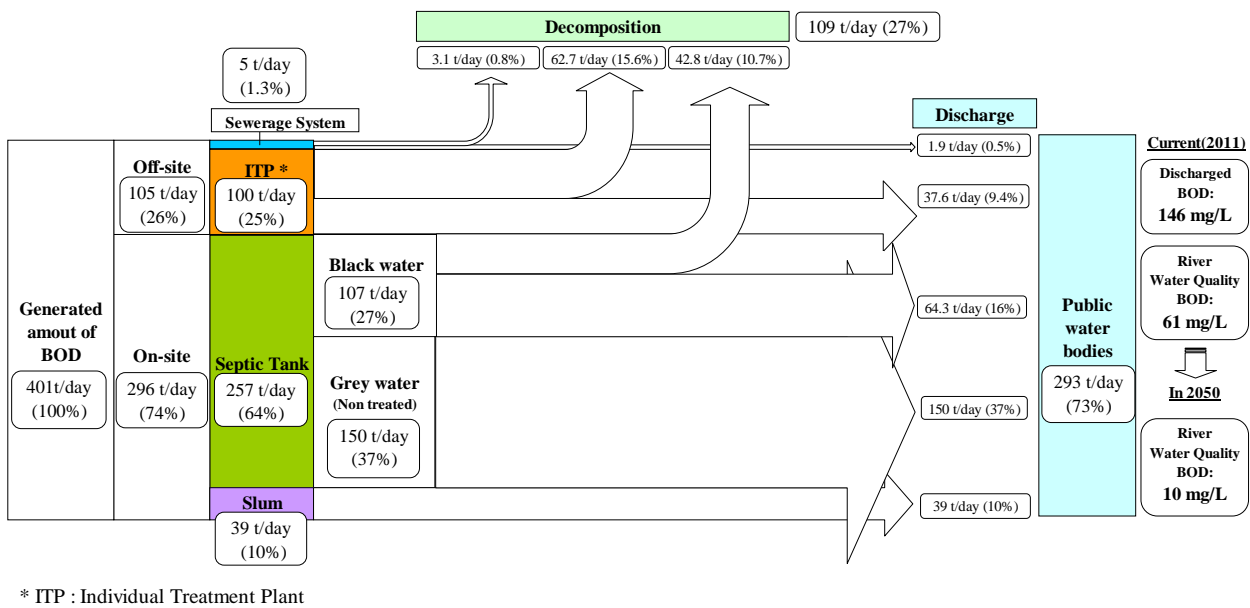 Decomposition
109 t/day (27%)
3.1 t/day (0.8%)
62.7 t/day (15.6%)
42.8 t/day (10.7%)
5 t/day
(1.3%)
Sewerage System
Discharge
Off-site
105 t/day
(26%)
ITP *
100 t/day
(25%)
1.9 t/day (0.5%)
37.6 t/day (9.4%)
Current(2011)
Discharged
BOD:
146 mg/L
Generated
amout of
BOD
401t/day
(100%)
On-site
296 t/day
(74%)
Septic Tank
257 t/day
(64%)
Black water
107 t/day
(27%)
Grey water
(Non treated)
150 t/day
(37%)
64.3 t/day (16%)
150 t/day (37%)
Public
water
bodies
293 t/day
(73%)
River
Water Quality
BOD:
61 mg/L
In 2050
River
Water Quality
BOD:
10 mg/L
Slum
39 t/day
(10%)
39 t/day (10%)
* ITP : Individual Treatment Plant